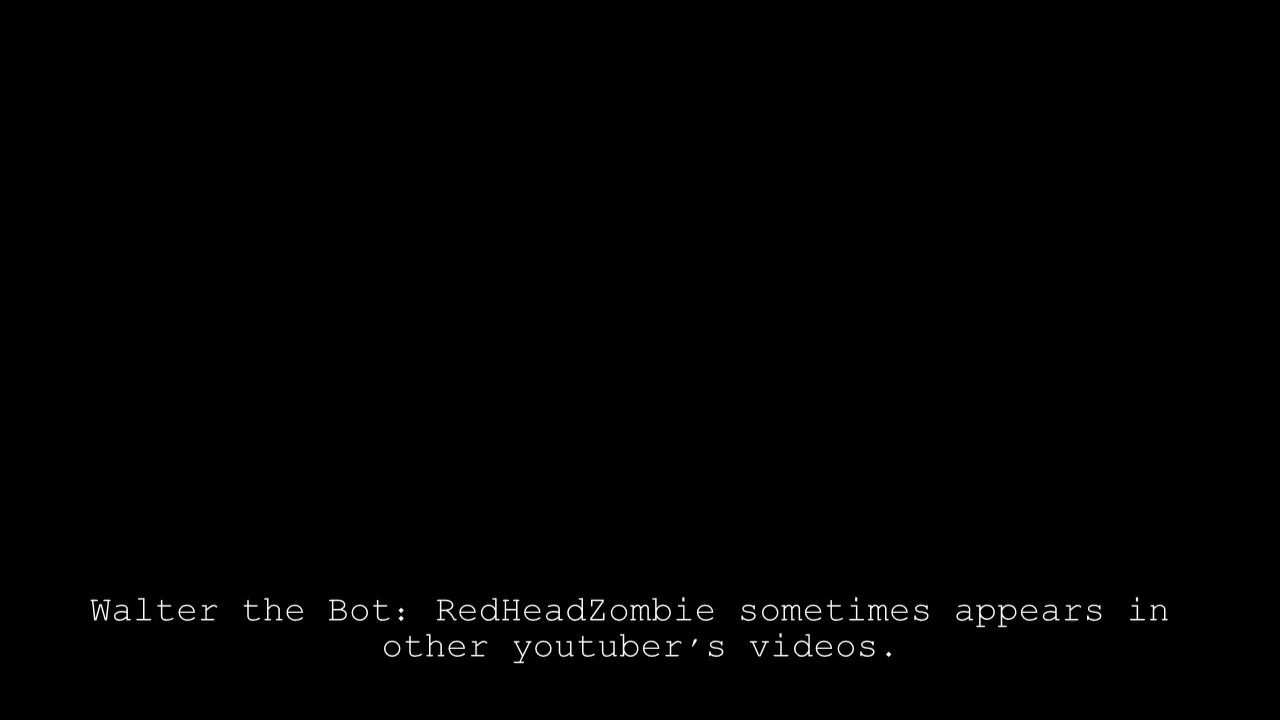 Walter the Bot: RedHeadZombie sometimes appears in
other youtuber's videos.